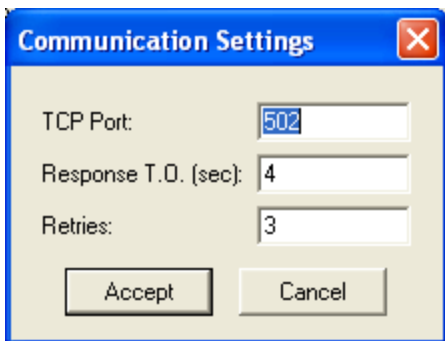 Communication Settings
TCP Port: 502
Response T.O. (sec): 4
Retries: 3
Accept Cancel